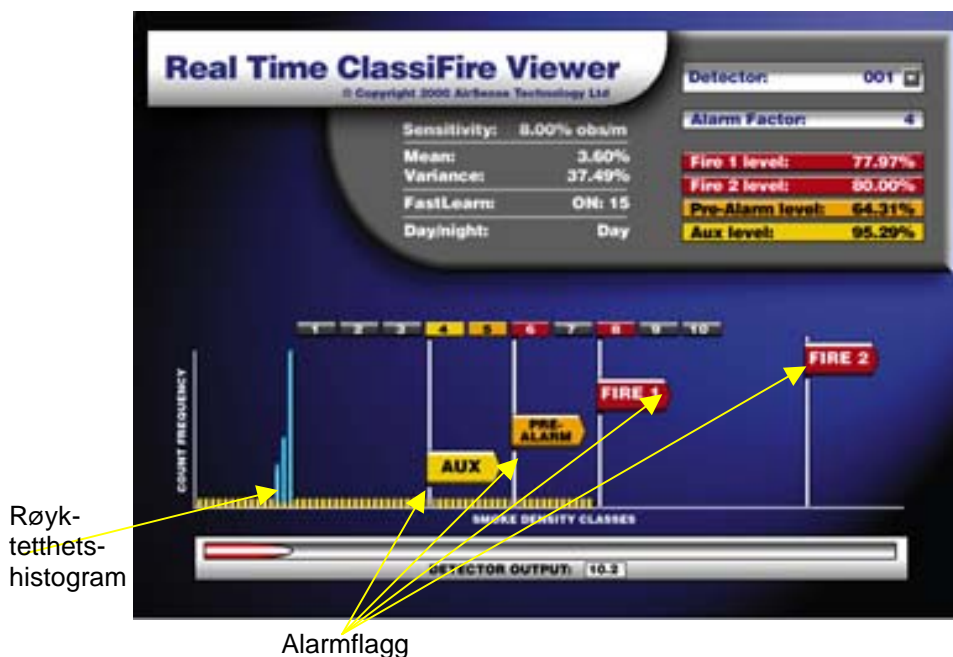 Real Time ClassiFire Viewer
© Copyright 2000 AirSense Technology Ltd
Detector: 001
Alarm Factor: 4
Sensitivity: 8.00% obs/m
Mean: 3.60%
Variance: 37.49%
FastLearn: ON: 15
Day/night: Day
Fire 1 level: 77.97%
Fire 2 level: 80.00%
Pre-Alarm level: 64.31%
Aux level: 95.29%
1 2 3 4 5 6 7 8 9 10
FIRE 2
FIRE 1
PRE-
ALARM
AUX
COUNT FREQUENCY
SMOKE DENSITY CLASSES
DETECTOR OUTPUT: 10.2
Røyk-
tetthets-
histogram
Alarmflagg